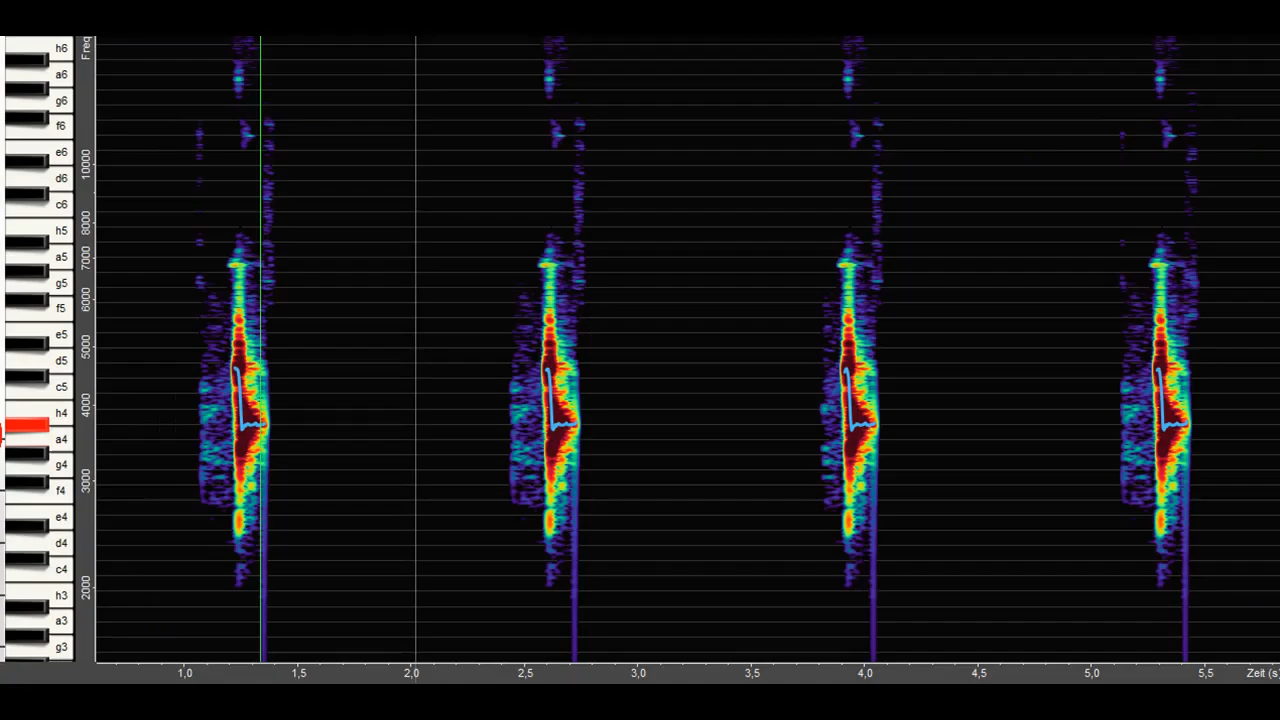 h6
a6
g6
f6
e6
d6
c6
h5
a5
g5
f5
e5
d5
c5
h4
a4
g4
f4
e4
d4
c4
h3
a3
g3
Freq
10000
8000
7000
6000
5000
4000
3000
2000
1,0 1,5 2,0 2,5 3,0 3,5 4,0 4,5 5,0 5,5 Zeit (s)